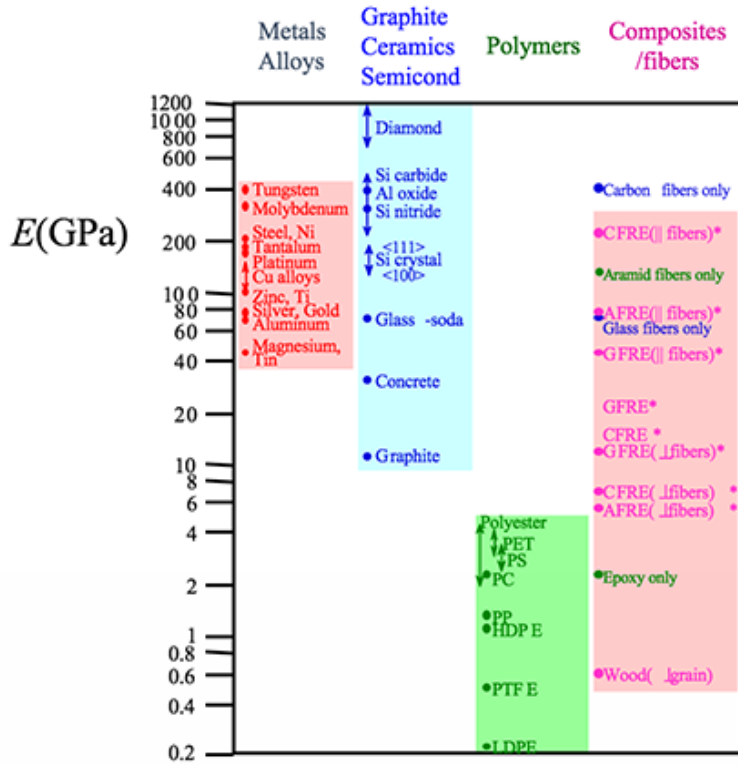 Metals
Alloys
Graphite
Ceramics
Semicond
Polymers
Composites
/fibers
E(GPa)
1200
1000
800
600
400
200
100
80
60
40
20
10
8
6
4
2
1
0.8
0.6
0.4
0.2
Tungsten
Molybdenum
Steel, Ni
Tantalum
Platinum
Cu alloys
Zinc, Ti
Silver, Gold
Aluminum
Magnesium,
Tin
Diamond
Si carbide
Al oxide
Si nitride
<111>
Si crystal
<100>
Glass -soda
Concrete
Graphite
Polyester
PET
PS
PC
PP
HDP E
PTF E
LDPE
Carbon fibers only
CFRE(|| fibers)*
Aramid fibers only
AFRE(|| fibers)*
Glass fibers only
GFRE(|| fibers)*
GFRE*
CFRE *
GFRE(⊥fibers)*
CFRE(⊥fibers) *
AFRE(⊥fibers) *
Epoxy only
Wood( ⊥grain)